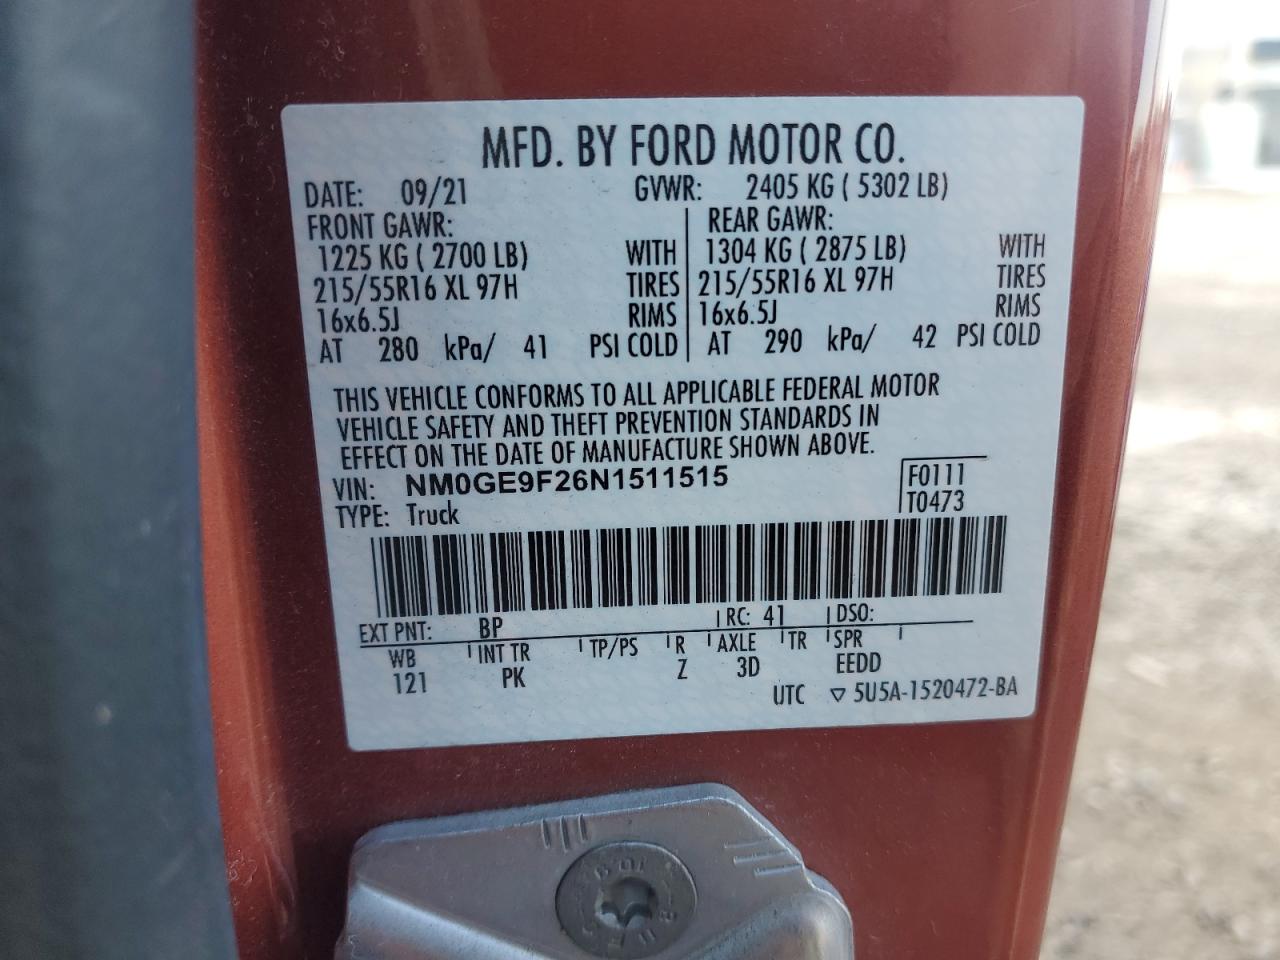 MFD. BY FORD MOTOR CO.
DATE: 09/21 GVWR: 2405 KG ( 5302 LB)
FRONT GAWR: REAR GAWR:
1225 KG ( 2700 LB) WITH 1304 KG ( 2875 LB) WITH
215/55R16 XL 97H TIRES 215/55R16 XL 97H TIRES
16x6.5J RIMS 16x6.5J RIMS
AT 280 kPa/ 41 PSI COLD AT 290 kPa/ 42 PSI COLD
THIS VEHICLE CONFORMS TO ALL APPLICABLE FEDERAL MOTOR
VEHICLE SAFETY AND THEFT PREVENTION STANDARDS IN
EFFECT ON THE DATE OF MANUFACTURE SHOWN ABOVE.
VIN: NM0GE9F26N1511515 F0111
TYPE: Truck T0473
EXT PNT: BP RC: 41 DSO:
WB INT TR TP/PS R AXLE TR SPR
121 PK Z 3D EEDD
UTC ▽ 5U5A-1520472-BA